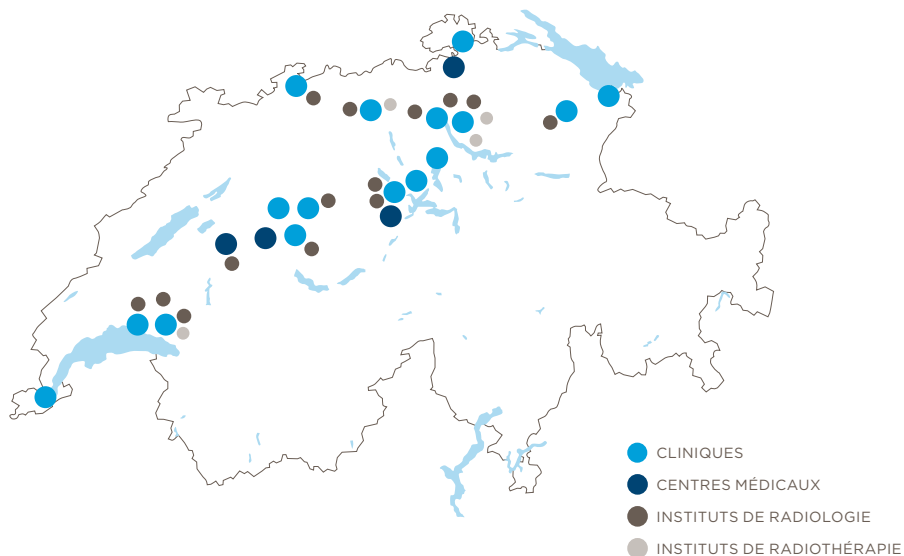 CLINIQUES
CENTRES MÉDICAUX
INSTITUTS DE RADIOLOGIE
INSTITUTS DE RADIOTHÉRAPIE